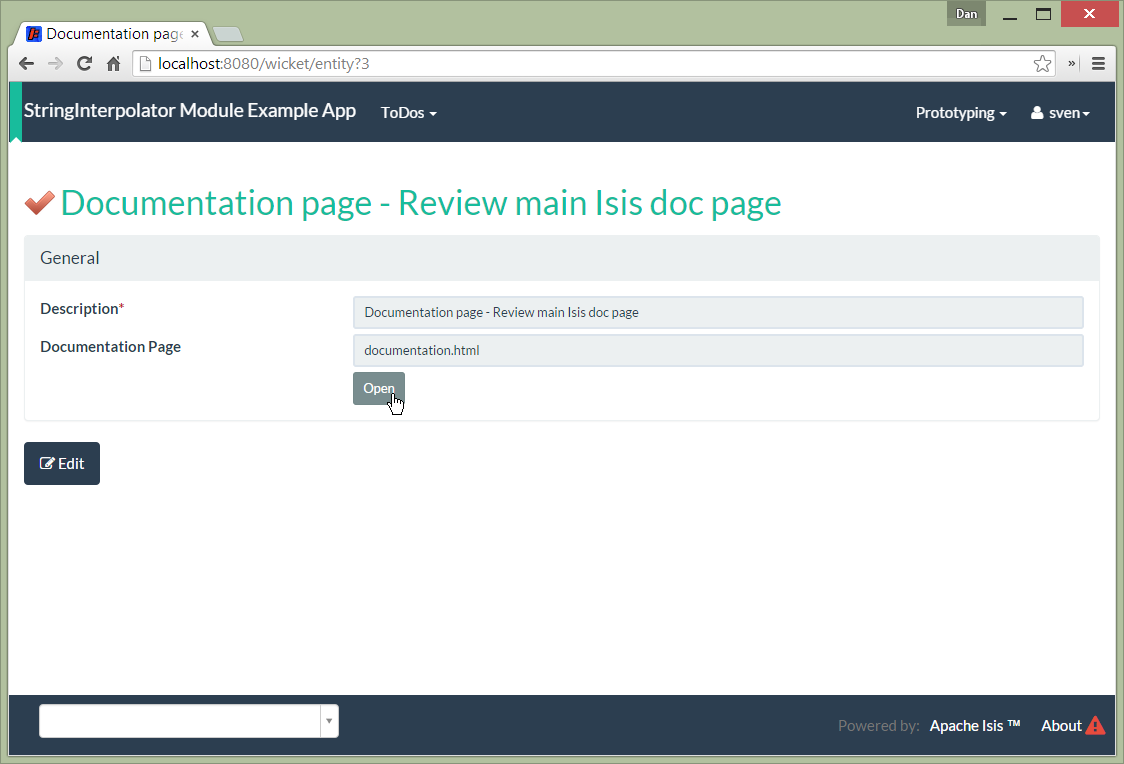 Dan
Documentation page
localhost:8080/wicket/entity?3
»
StringInterpolator Module Example App
ToDos
Prototyping
sven
Documentation page - Review main Isis doc page
General
Description*
Documentation page - Review main Isis doc page
Documentation Page
documentation.html
Open
Edit
Powered by: Apache Isis ™
About